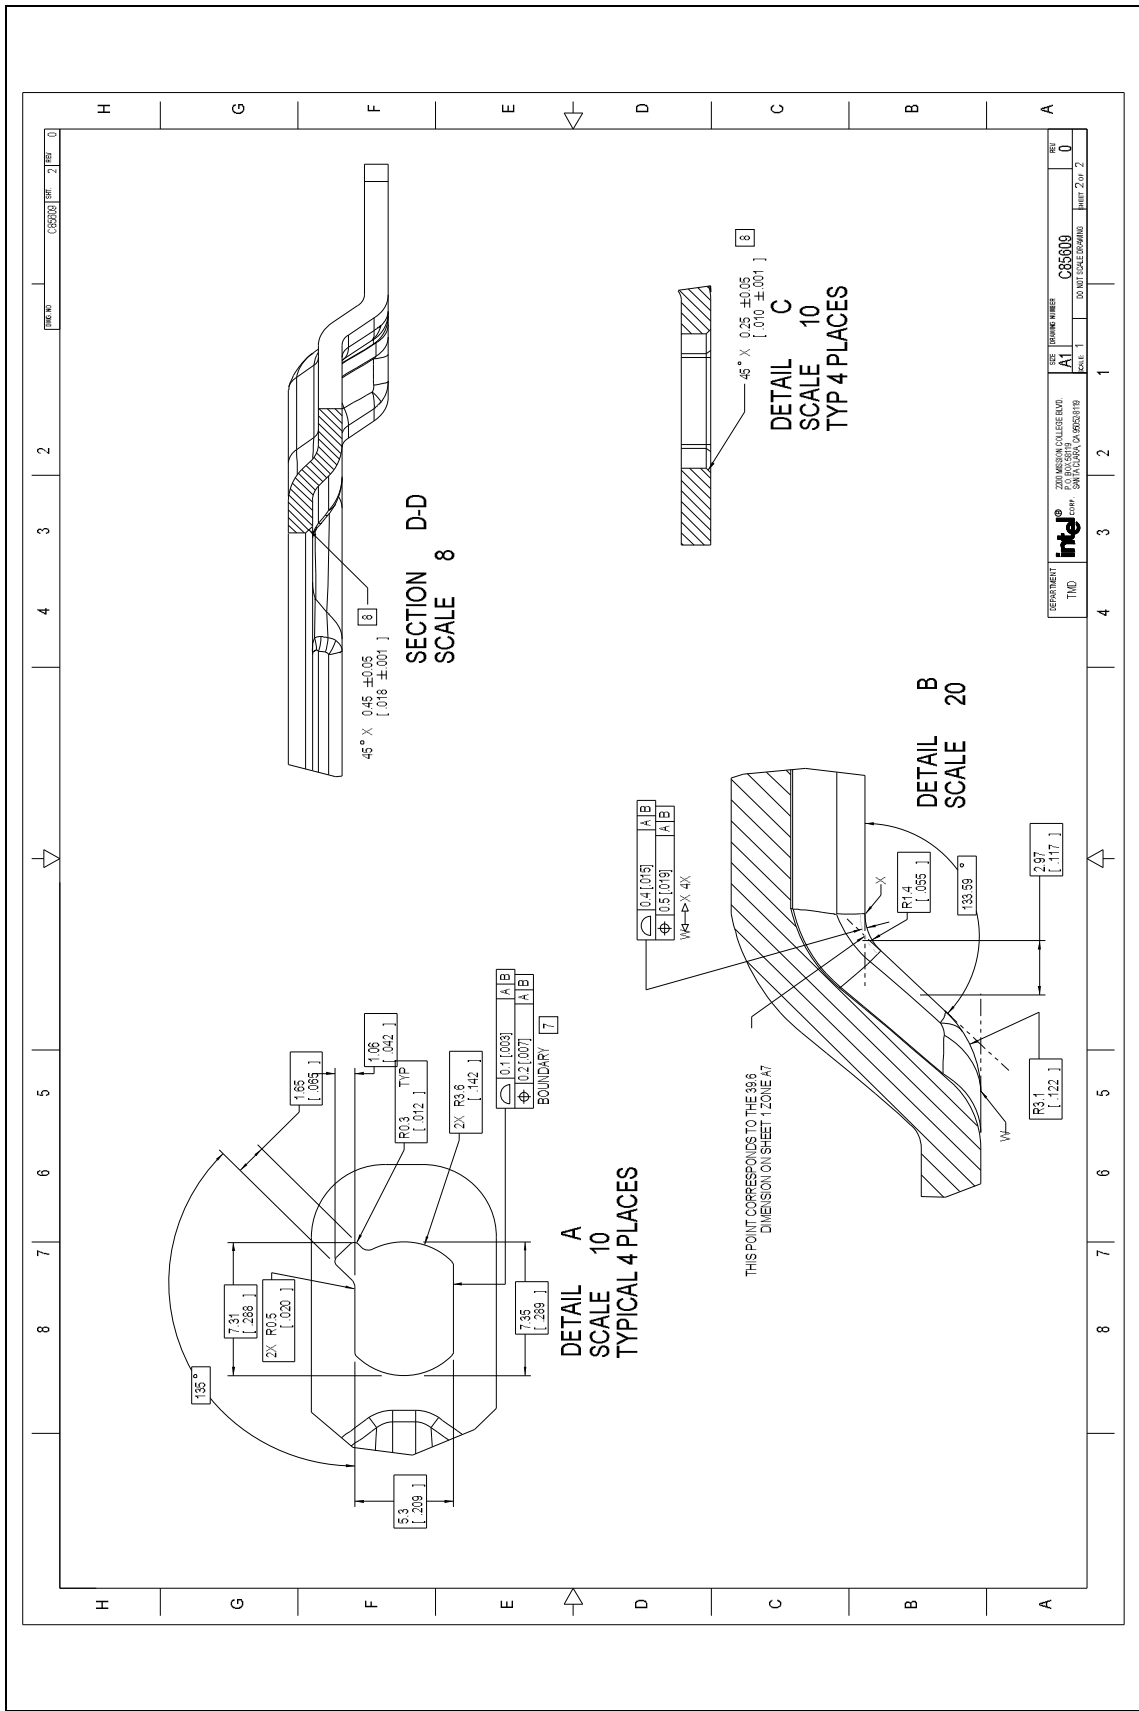 DWG. NO C85609 SHT. 2 REV 0
8 7 6 5 4 3 2
H
G
F
E
D
C
B
A
H
G
F
E
D
C
B
A
135°
7.31
[ .288 ]
2X R0.5
[ .020 ]
1.65
[ .065 ]
1.06
[ .042 ]
R0.3 TYP
[ .012 ]
2X R3.6
[ .142 ]
0.1 [.003] A B
0.2 [.007] A B
BOUNDARY 7
5.3
[ .209 ]
7.35
[ .289 ]
DETAIL A
SCALE 10
TYPICAL 4 PLACES
45° X 0.45 ±0.05
[ .018 ±.001 ]
8
SECTION D-D
SCALE 8
THIS POINT CORRESPONDS TO THE 39.6
DIMENSION ON SHEET 1 ZONE A7
0.4 [.015] A B
0.5 [.019] A B
W X 4X
X
R1.4
[ .055 ]
133.59 °
2.97
[ .117 ]
R3.1
[ .122 ]
W
DETAIL B
SCALE 20
45° X 0.25 ±0.05
[ .010 ±.001 ]
8
DETAIL C
SCALE 10
TYP 4 PLACES
DEPARTMENT
TMD
intel®
CORP.
2200 MISSION COLLEGE BLVD.
P.O. BOX 58119
SANTA CLARA, CA 95052-8119
SIZE
A1
DRAWING NUMBER
C85609
REV
0
SCALE: 1
DO NOT SCALE DRAWING
SHEET 2 OF 2
8 7 6 5 4 3 2 1